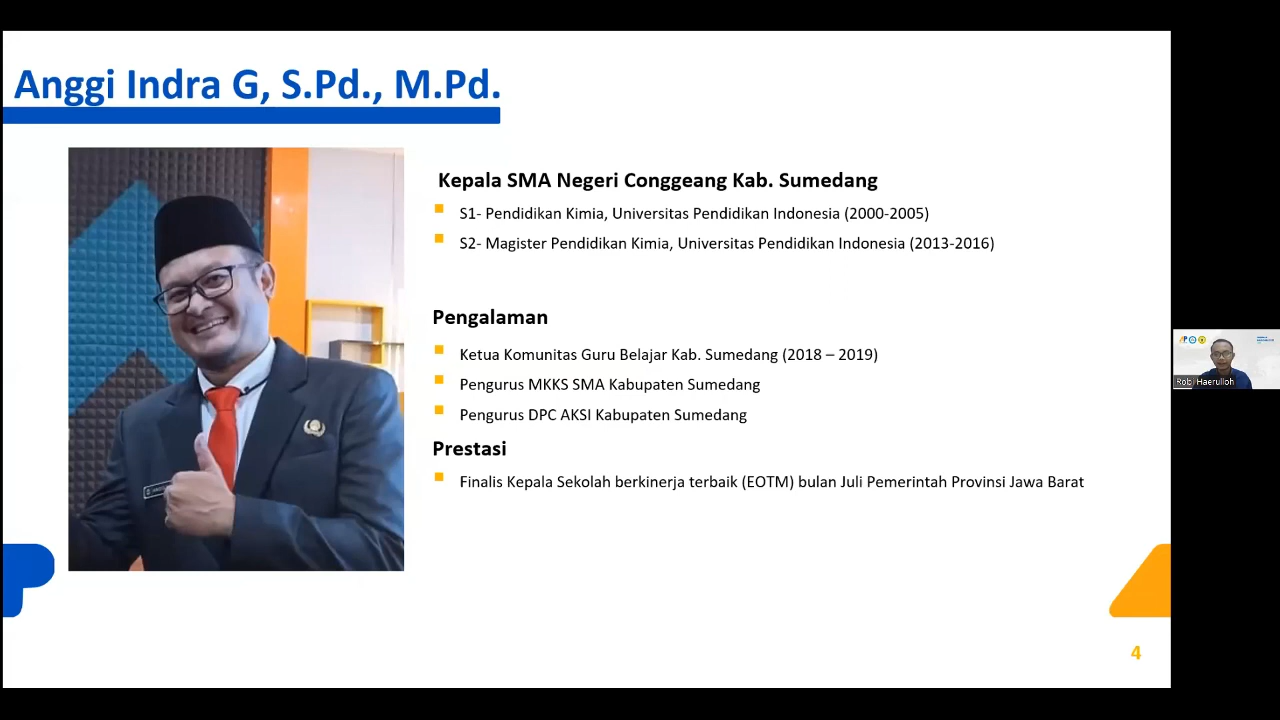 Anggi Indra G, S.Pd., M.Pd.
Kepala SMA Negeri Conggeang Kab. Sumedang
S1- Pendidikan Kimia, Universitas Pendidikan Indonesia (2000-2005)
S2- Magister Pendidikan Kimia, Universitas Pendidikan Indonesia (2013-2016)
Pengalaman
Ketua Komunitas Guru Belajar Kab. Sumedang (2018 – 2019)
Pengurus MKKS SMA Kabupaten Sumedang
Pengurus DPC AKSI Kabupaten Sumedang
Prestasi
Finalis Kepala Sekolah berkinerja terbaik (EOTM) bulan Juli Pemerintah Provinsi Jawa Barat
4
Robi Haerulloh